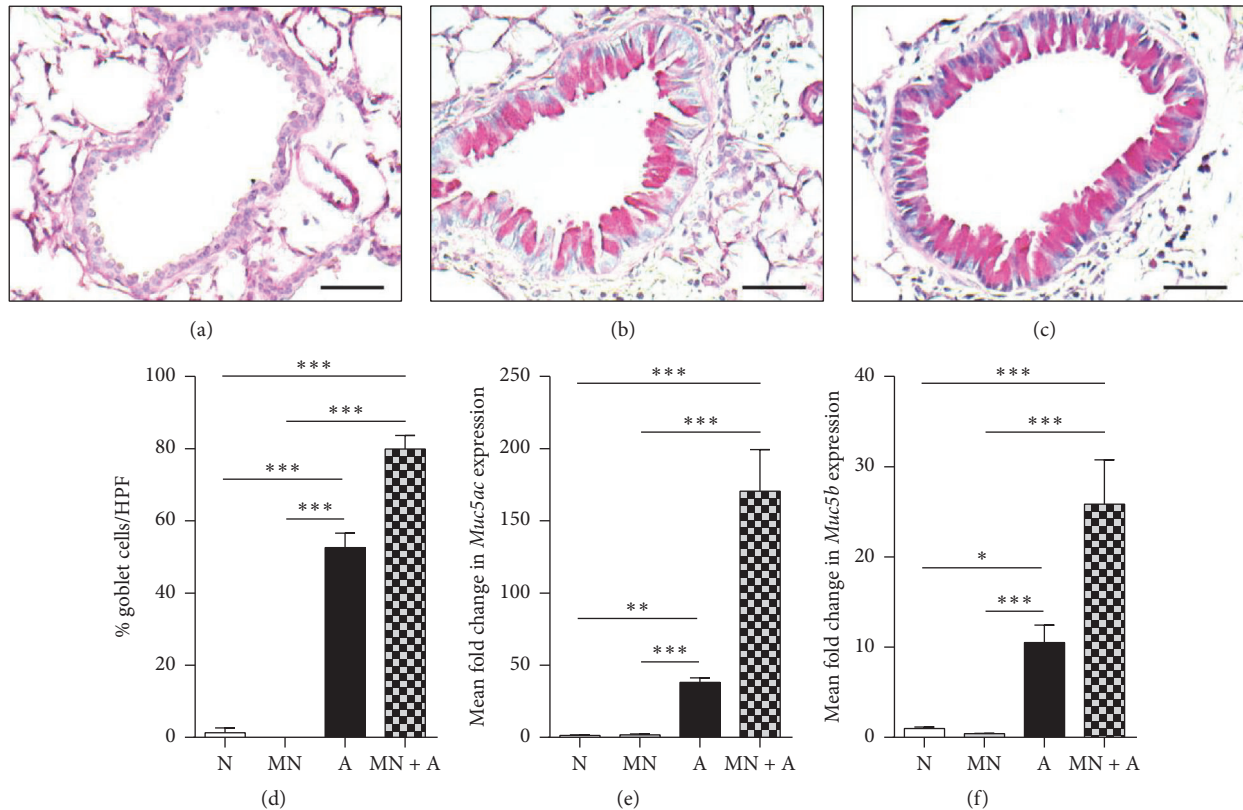 (a) (b) (c)
% goblet cells/HPF
100
80
60
40
20
0
***
***
***
***
N MN A MN + A
(d)
Mean fold change in Muc5ac expression
250
200
150
100
50
0
***
***
**
***
N MN A MN + A
(e)
Mean fold change in Muc5b expression
40
30
20
10
0
***
***
*
***
N MN A MN + A
(f)